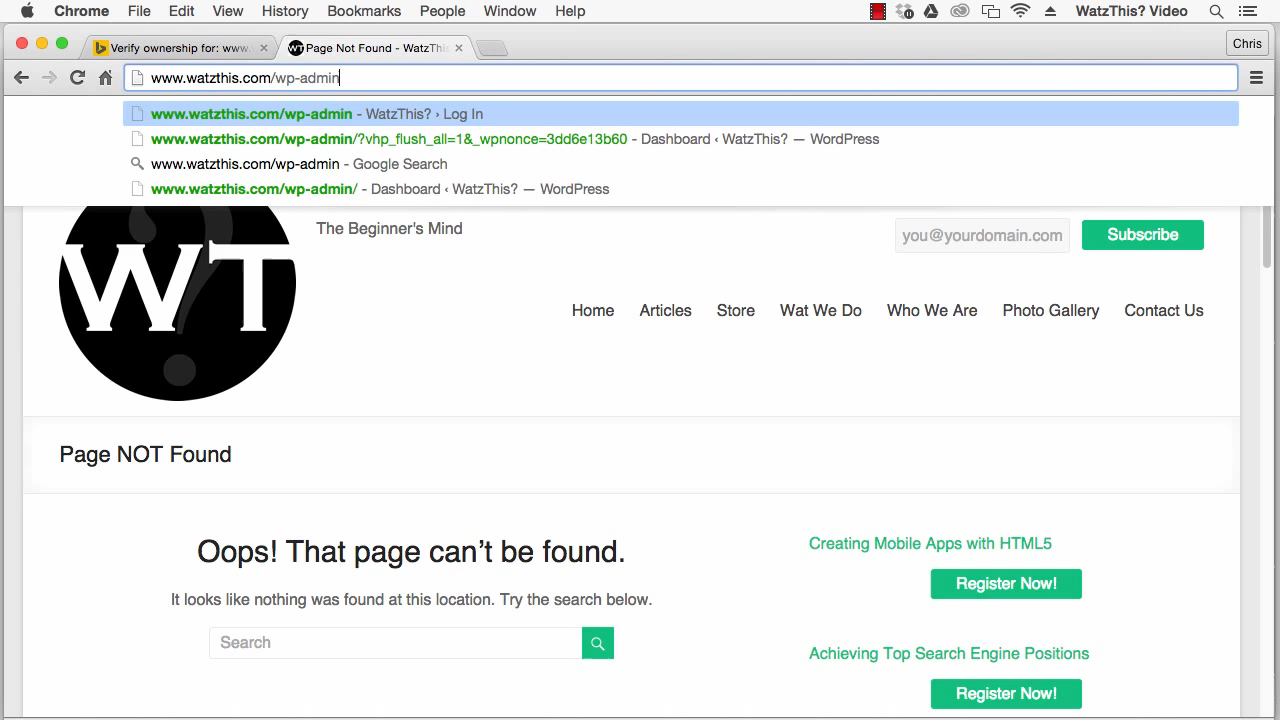 Chrome File Edit View History Bookmarks People Window Help WatzThis? Video
Verify ownership for: www. Page Not Found - WatzThis Chris
www.watzthis.com/wp-admin
www.watzthis.com/wp-admin - WatzThis? › Log In
www.watzthis.com/wp-admin/?vhp_flush_all=1&_wpnonce=3dd6e13b60 - Dashboard ‹ WatzThis? — WordPress
www.watzthis.com/wp-admin - Google Search
www.watzthis.com/wp-admin/ - Dashboard ‹ WatzThis? — WordPress
WT ?
The Beginner's Mind
you@yourdomain.com Subscribe
Home Articles Store Wat We Do Who We Are Photo Gallery Contact Us
Page NOT Found
Oops! That page can’t be found.
It looks like nothing was found at this location. Try the search below.
Search
Creating Mobile Apps with HTML5
Register Now!
Achieving Top Search Engine Positions
Register Now!